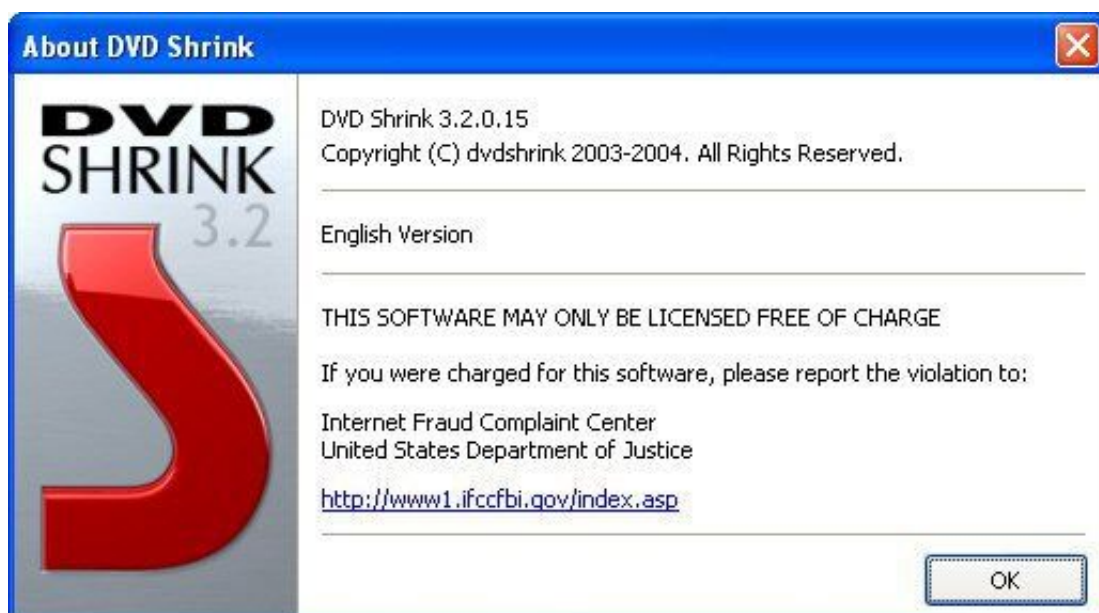 About DVD Shrink
DVD
SHRINK
3.2
DVD Shrink 3.2.0.15
Copyright (C) dvdshrink 2003-2004. All Rights Reserved.
English Version
THIS SOFTWARE MAY ONLY BE LICENSED FREE OF CHARGE
If you were charged for this software, please report the violation to:
Internet Fraud Complaint Center
United States Department of Justice
http://www1.ifccfbi.gov/index.asp
OK